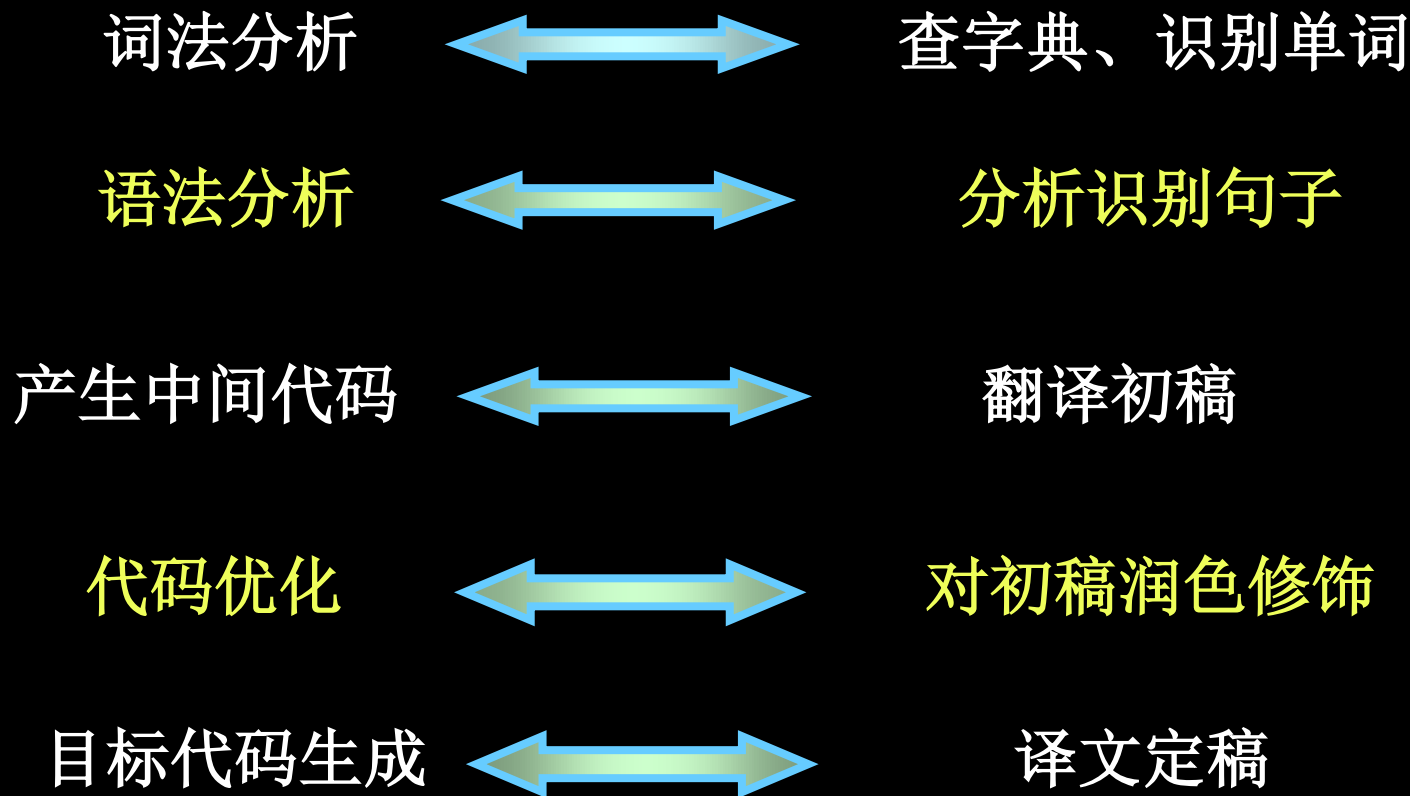 词法分析 查字典、识别单词
语法分析 分析识别句子
产生中间代码 翻译初稿
代码优化 对初稿润色修饰
目标代码生成 译文定稿